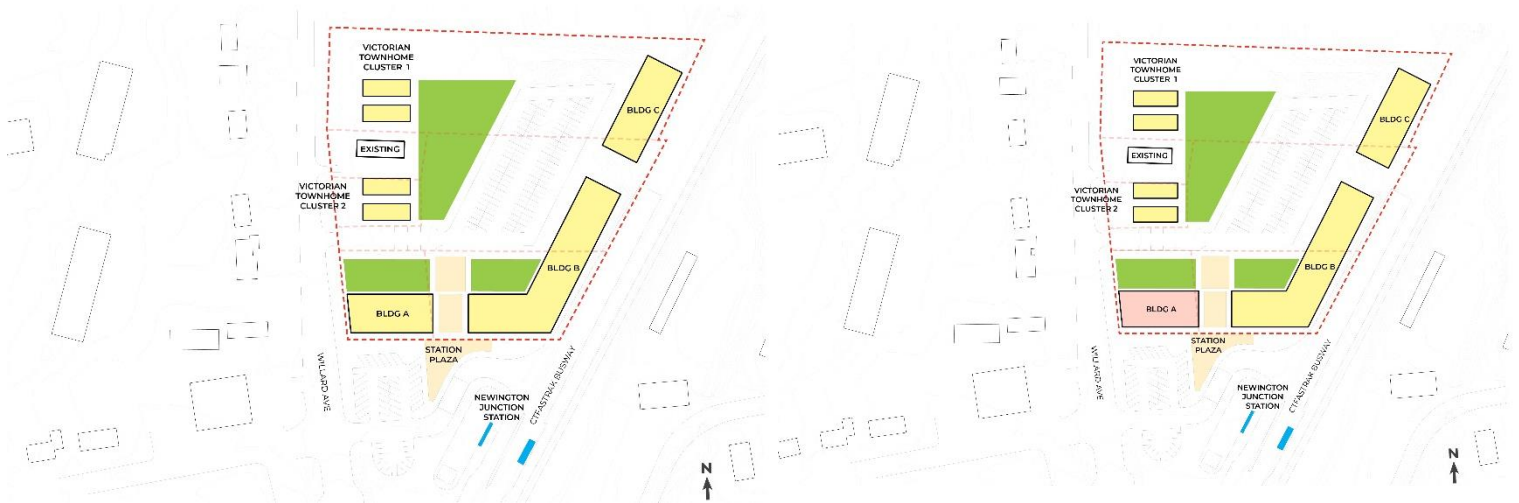 VICTORIAN
TOWNHOME
CLUSTER 1
BLDG C
EXISTING
VICTORIAN
TOWNHOME
CLUSTER 2
BLDG B
BLDG A
STATION
PLAZA
WILLARD AVE
NEWINGTON
JUNCTION
STATION
CTFASTRAK BUSWAY
N
VICTORIAN
TOWNHOME
CLUSTER 1
BLDG C
EXISTING
VICTORIAN
TOWNHOME
CLUSTER 2
BLDG B
BLDG A
STATION
PLAZA
WILLARD AVE
NEWINGTON
JUNCTION
STATION
CTFASTRAK BUSWAY
N